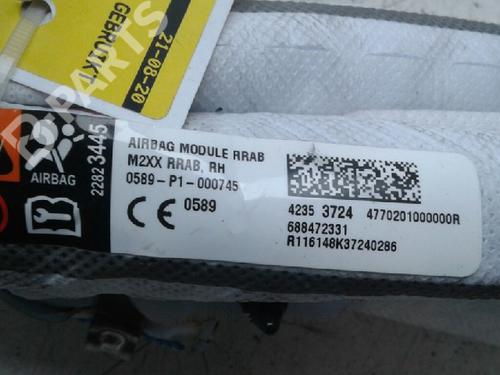 GEBRUIKT
21-08-20
B-PARTS
AIRBAG
2282 3445
AIRBAG MODULE RRAB
M2XX RRAB, RH
0589-P1-000745
CE 0589
4235 3724 4770201000000R
688472331
R116148K37240286